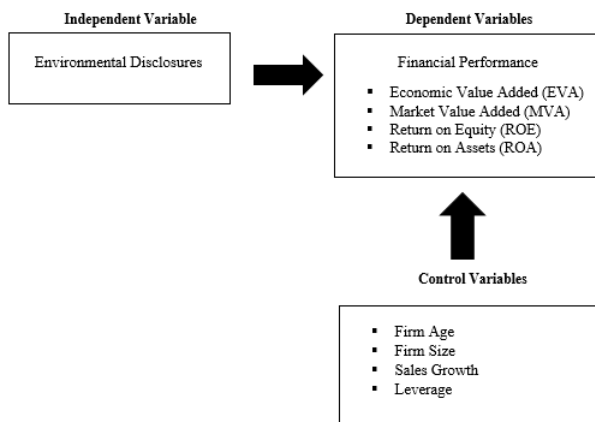 Independent Variable
Environmental Disclosures
Dependent Variables
Financial Performance
▪ Economic Value Added (EVA)
▪ Market Value Added (MVA)
▪ Return on Equity (ROE)
▪ Return on Assets (ROA)
Control Variables
▪ Firm Age
▪ Firm Size
▪ Sales Growth
▪ Leverage